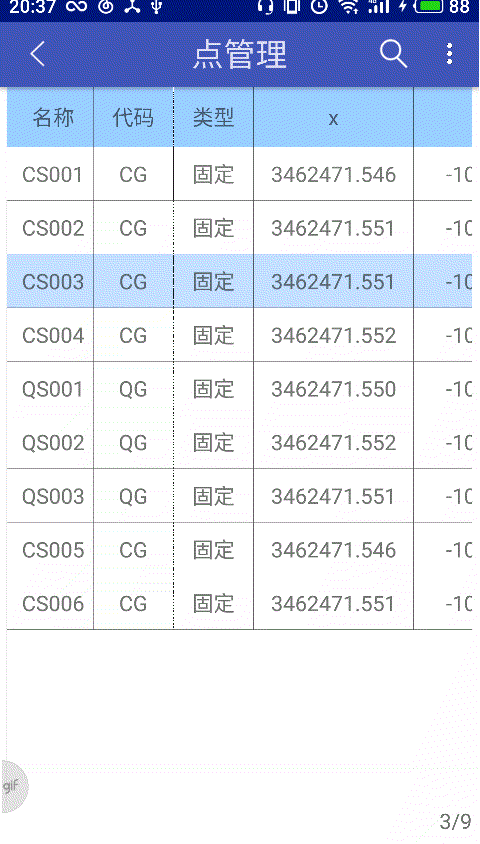 20:37 88
点管理
名称 代码 类型 x
CS001 CG 固定 3462471.546 -10
CS002 CG 固定 3462471.551 -10
CS003 CG 固定 3462471.551 -10
CS004 CG 固定 3462471.552 -10
QS001 QG 固定 3462471.550 -10
QS002 QG 固定 3462471.552 -10
QS003 QG 固定 3462471.551 -10
CS005 CG 固定 3462471.546 -10
CS006 CG 固定 3462471.551 -10
gif
3/9